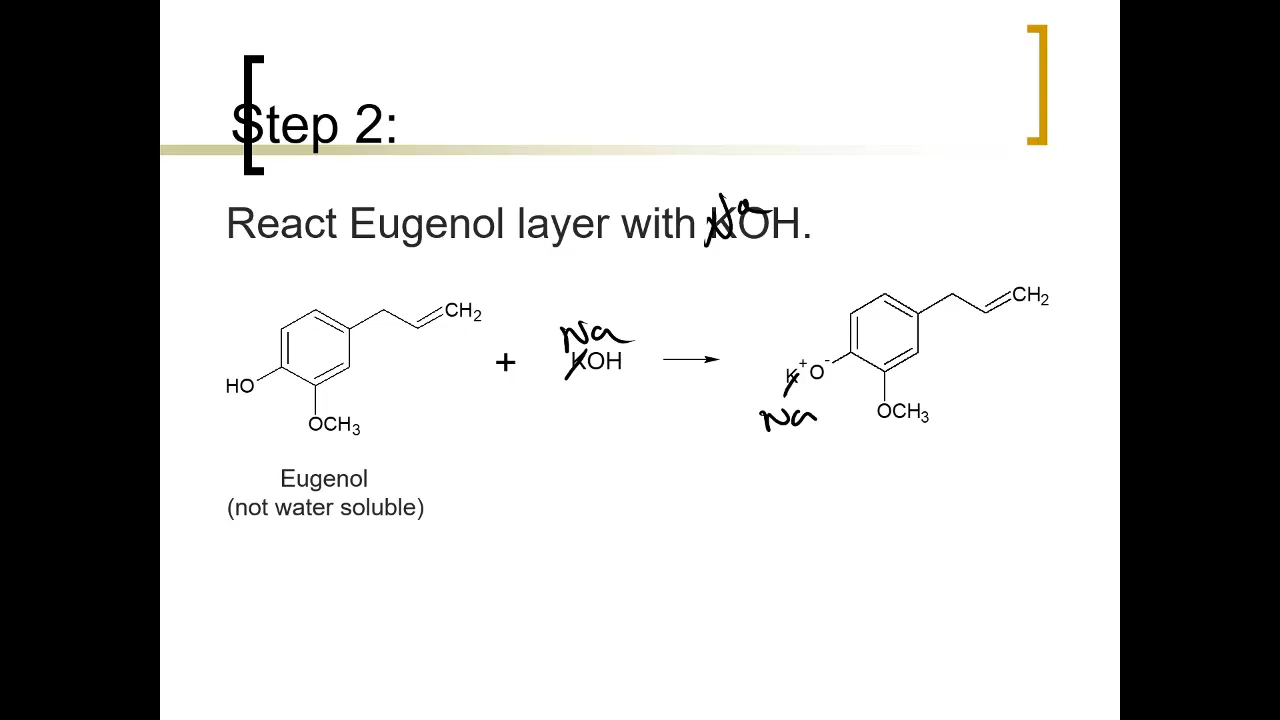 Step 2:
React Eugenol layer with KOH.
Na
CH2
CH2
Na
+
KOH
K+ O-
HO
Na
OCH3
OCH3
Eugenol
(not water soluble)